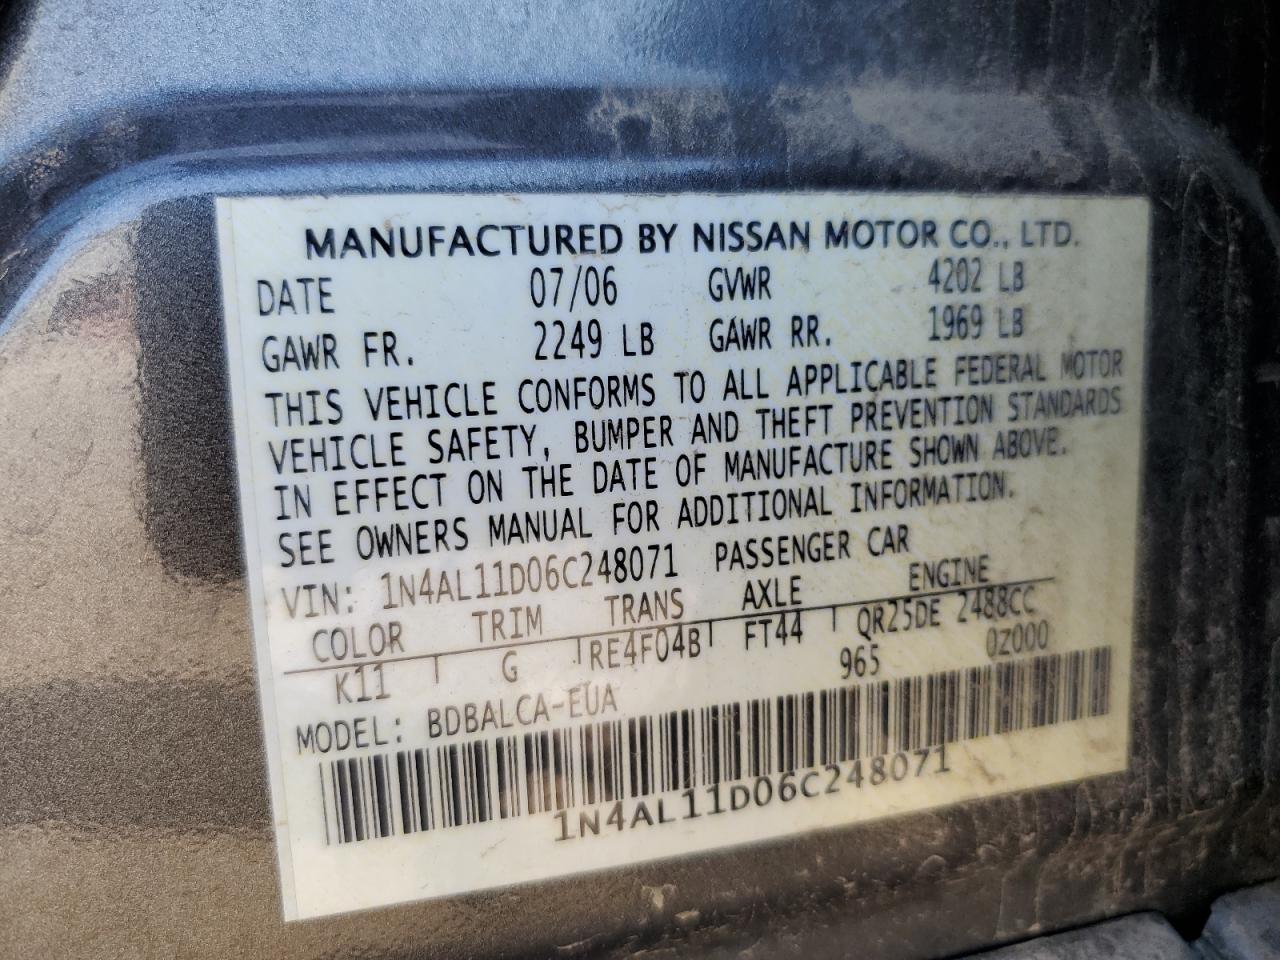 MANUFACTURED BY NISSAN MOTOR CO., LTD.
DATE 07/06 GVWR 4202 LB
GAWR FR. 2249 LB GAWR RR. 1969 LB
THIS VEHICLE CONFORMS TO ALL APPLICABLE FEDERAL MOTOR
VEHICLE SAFETY, BUMPER AND THEFT PREVENTION STANDARDS
IN EFFECT ON THE DATE OF MANUFACTURE SHOWN ABOVE.
SEE OWNERS MANUAL FOR ADDITIONAL INFORMATION.
VIN: 1N4AL11D06C248071 PASSENGER CAR
COLOR TRIM TRANS AXLE ENGINE
K11 G RE4F04B FT44 QR25DE 2488CC
965 0Z000
MODEL: BDBALCA-EUA
1N4AL11D06C248071